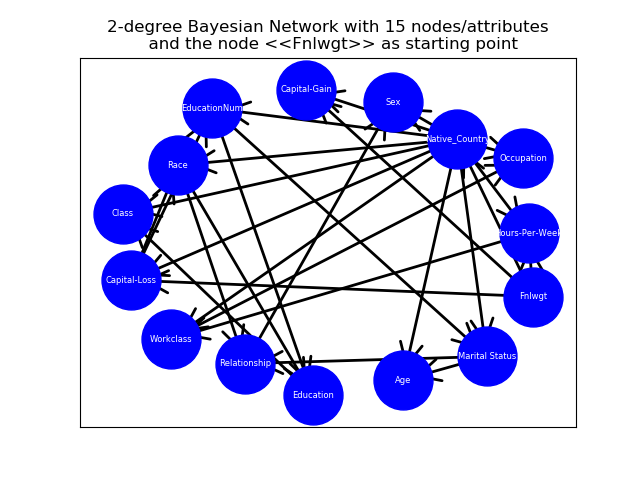 2-degree Bayesian Network with 15 nodes/attributes
and the node <<Fnlwgt>> as starting point
Capital-Gain
Sex
EducationNum
Native_Country
Occupation
Race
Class
Hours-Per-Week
Capital-Loss
Fnlwgt
Workclass
Relationship
Marital Status
Age
Education